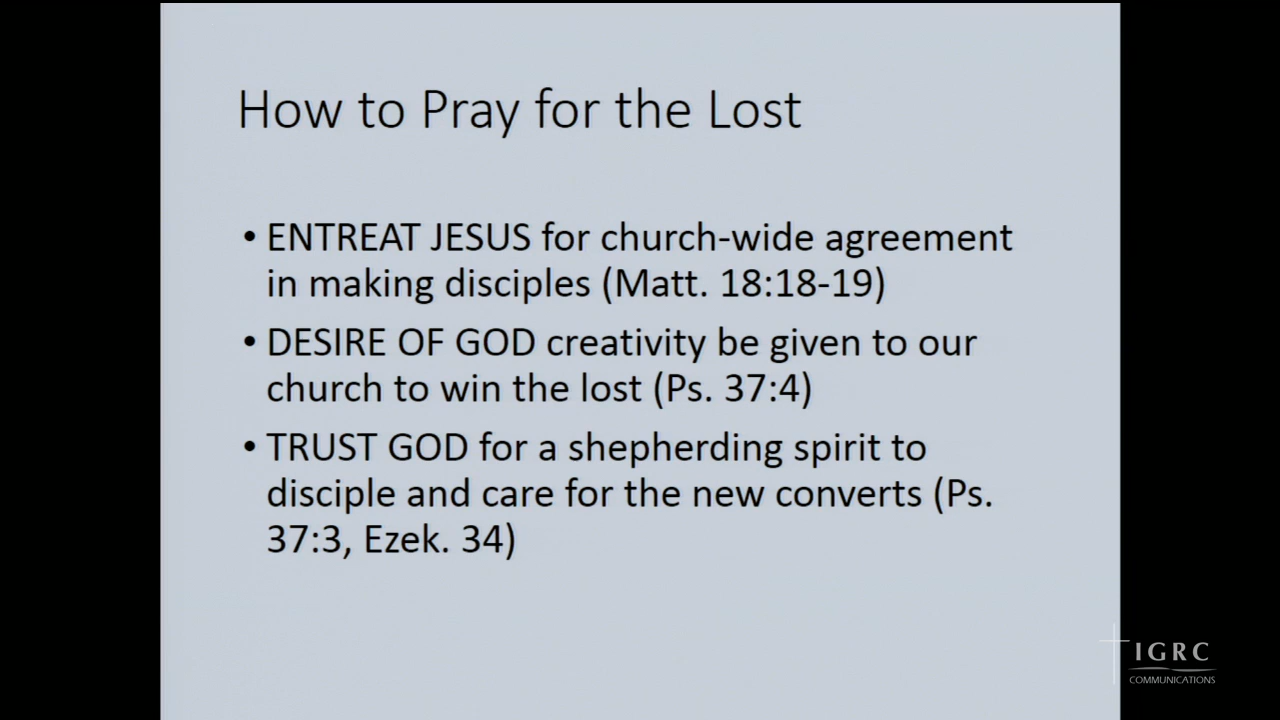 How to Pray for the Lost
• ENTREAT JESUS for church-wide agreement
in making disciples (Matt. 18:18-19)
• DESIRE OF GOD creativity be given to our
church to win the lost (Ps. 37:4)
• TRUST GOD for a shepherding spirit to
disciple and care for the new converts (Ps.
37:3, Ezek. 34)
IGRC
COMMUNICATIONS